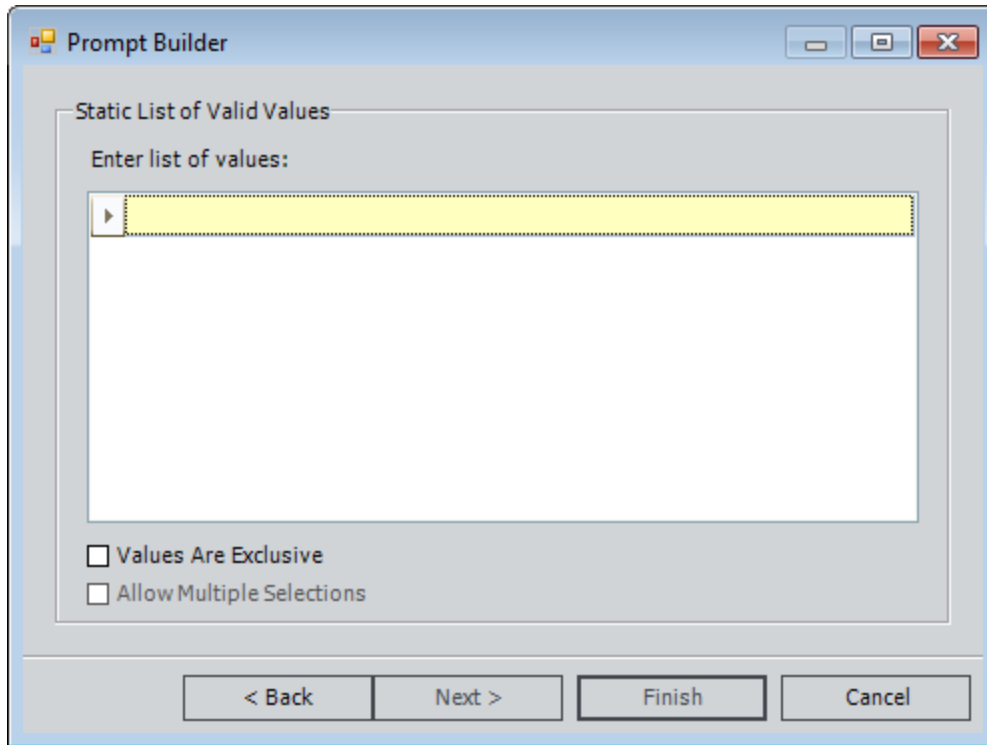 Prompt Builder
Static List of Valid Values
Enter list of values:
Values Are Exclusive
Allow Multiple Selections
< Back Next > Finish Cancel